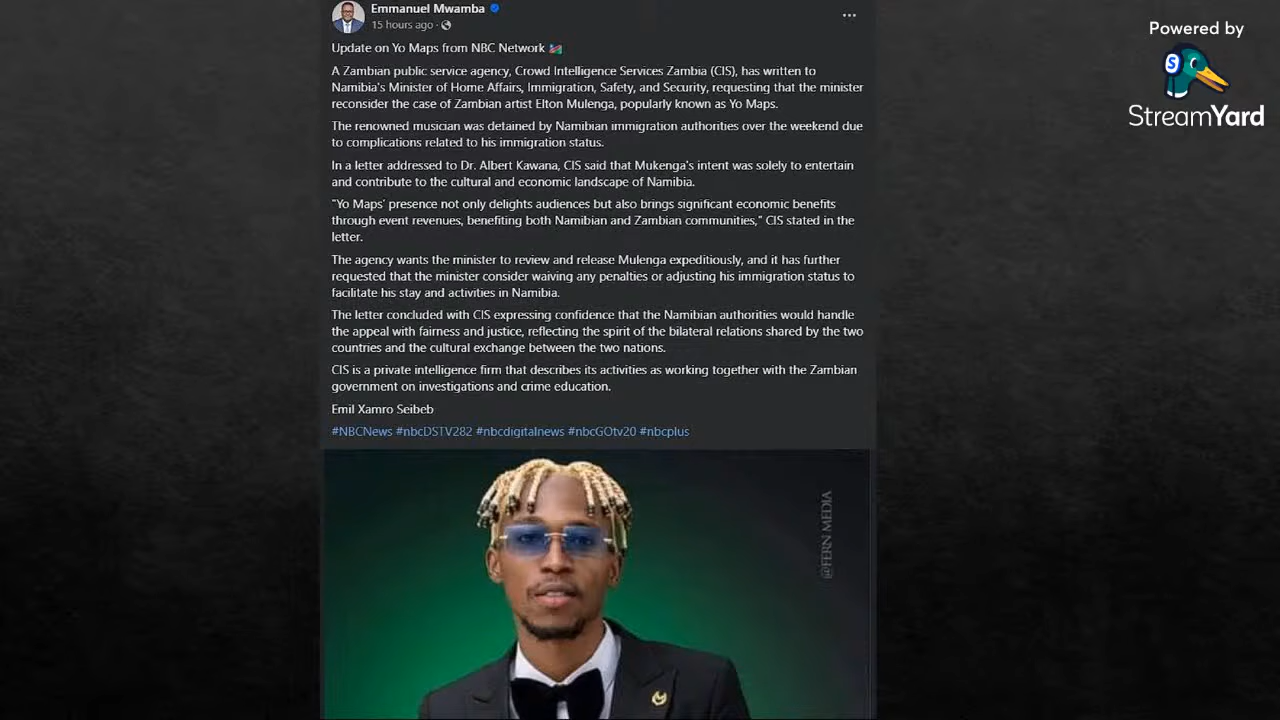 Emmanuel Mwamba
15 hours ago ·
Update on Yo Maps from NBC Network
A Zambian public service agency, Crowd Intelligence Services Zambia (CIS), has written to
Namibia's Minister of Home Affairs, Immigration, Safety, and Security, requesting that the minister
reconsider the case of Zambian artist Elton Mulenga, popularly known as Yo Maps.
The renowned musician was detained by Namibian immigration authorities over the weekend due
to complications related to his immigration status.
In a letter addressed to Dr. Albert Kawana, CIS said that Mukenga's intent was solely to entertain
and contribute to the cultural and economic landscape of Namibia.
"Yo Maps' presence not only delights audiences but also brings significant economic benefits
through event revenues, benefiting both Namibian and Zambian communities," CIS stated in the
letter.
The agency wants the minister to review and release Mulenga expeditiously, and it has further
requested that the minister consider waiving any penalties or adjusting his immigration status to
facilitate his stay and activities in Namibia.
The letter concluded with CIS expressing confidence that the Namibian authorities would handle
the appeal with fairness and justice, reflecting the spirit of the bilateral relations shared by the two
countries and the cultural exchange between the two nations.
CIS is a private intelligence firm that describes its activities as working together with the Zambian
government on investigations and crime education.
Emil Xamro Seibeb
#NBCNews #nbcDSTV282 #nbcdigitalnews #nbcGOtv20 #nbcplus
@FERN MEDIA
Powered by
S
StreamYard